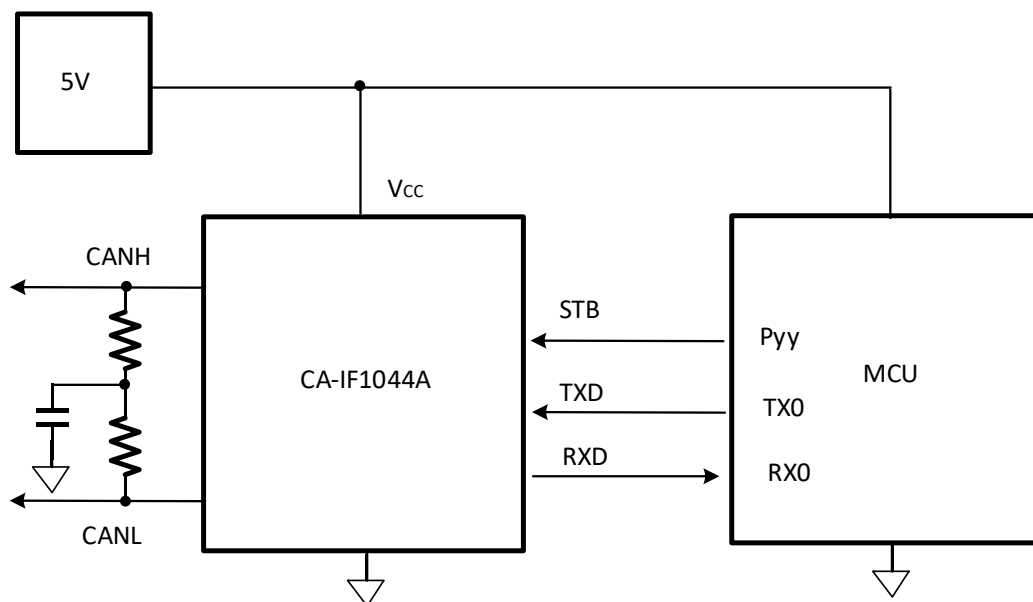 5V
VCC
CANH
STB
Pyy
CA-IF1044A
MCU
TXD
TX0
RXD
RX0
CANL